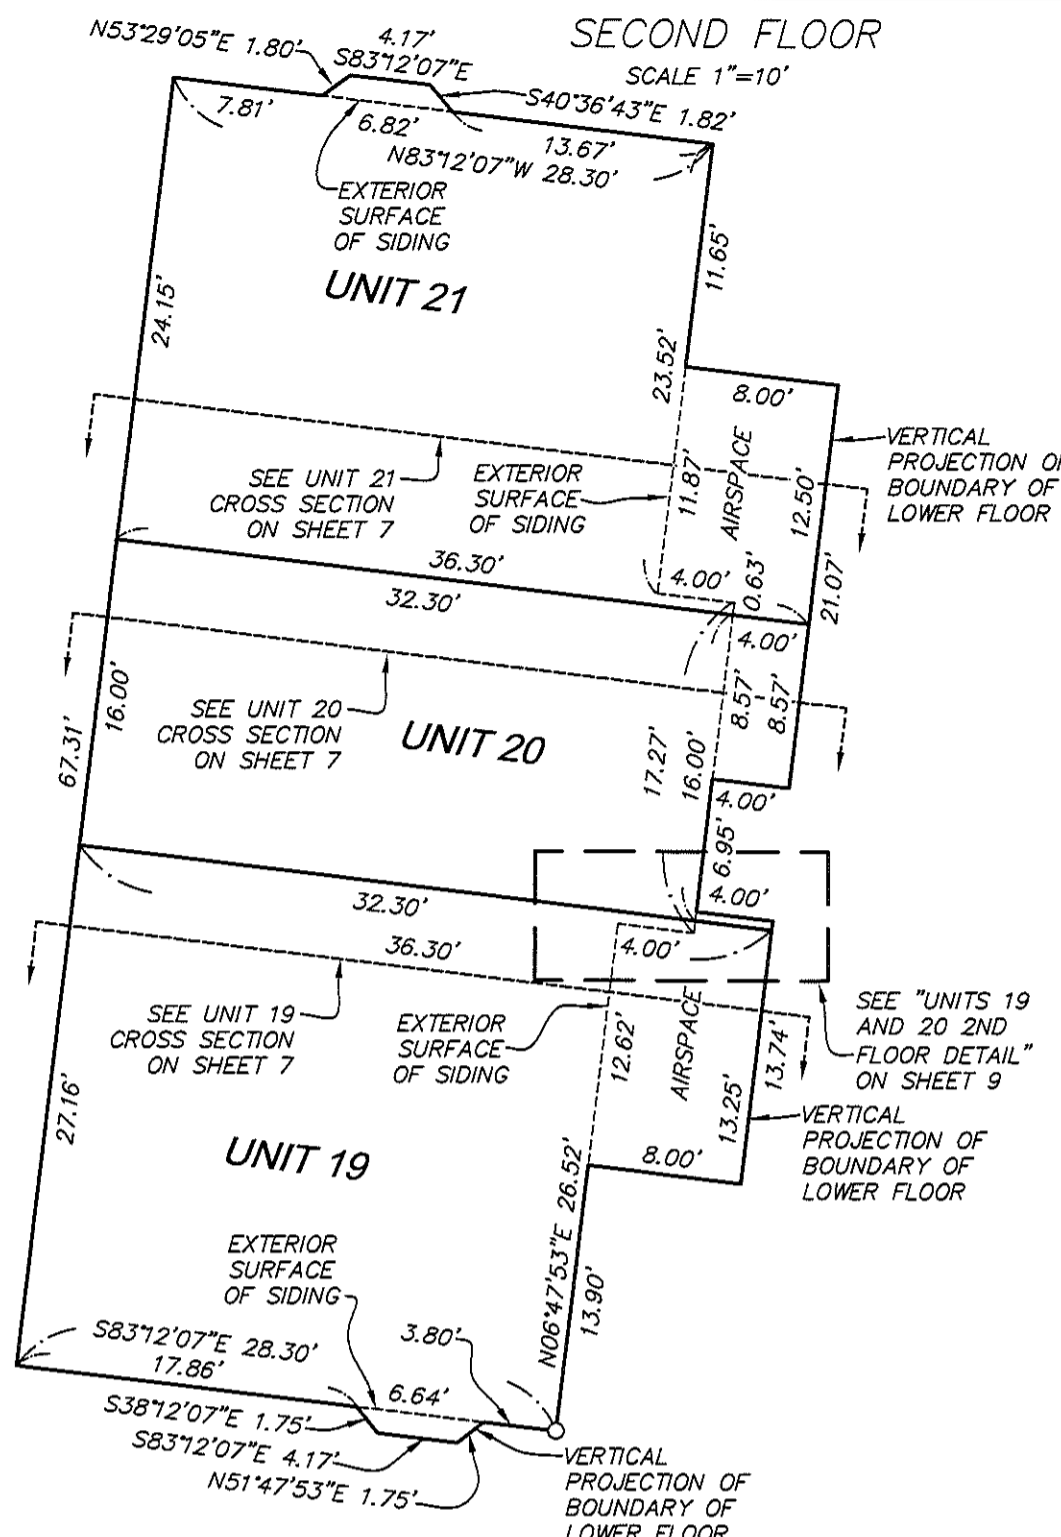 SECOND FLOOR
SCALE 1"=10'
N53°29'05"E 1.80'
4.17'
S83°12'07"E
S40°36'43"E 1.82'
7.81'
6.82'
13.67'
N83°12'07"W 28.30'
EXTERIOR
SURFACE
OF SIDING
UNIT 21
24.15'
11.65'
23.52'
8.00'
VERTICAL
PROJECTION
BOUNDARY OF
LOWER FLOOR
SEE UNIT 21
CROSS SECTION
ON SHEET 7
EXTERIOR
SURFACE
OF SIDING
11.87'
AIRSPACE
12.50'
36.30'
4.00'
0.63'
21.07'
32.30'
4.00'
16.00'
SEE UNIT 20
CROSS SECTION
ON SHEET 7
UNIT 20
8.57'
8.57'
67.31'
17.27'
16.00'
4.00'
6.95'
4.00'
32.30'
36.30'
4.00'
SEE UNIT 19
CROSS SECTION
ON SHEET 7
EXTERIOR
SURFACE
OF SIDING
12.62'
AIRSPACE
13.74'
SEE "UNITS 19
AND 20 2ND
FLOOR DETAIL"
ON SHEET 9
27.16'
13.25'
VERTICAL
PROJECTION OF
BOUNDARY OF
LOWER FLOOR
UNIT 19
8.00'
N06°47'53"E 26.52'
13.90'
EXTERIOR
SURFACE
OF SIDING
S83°12'07"E 28.30'
17.86'
3.80'
6.64'
S38°12'07"E 1.75'
S83°12'07"E 4.17'
N51°47'53"E 1.75'
VERTICAL
PROJECTION OF
BOUNDARY OF
LOWER FLOOR